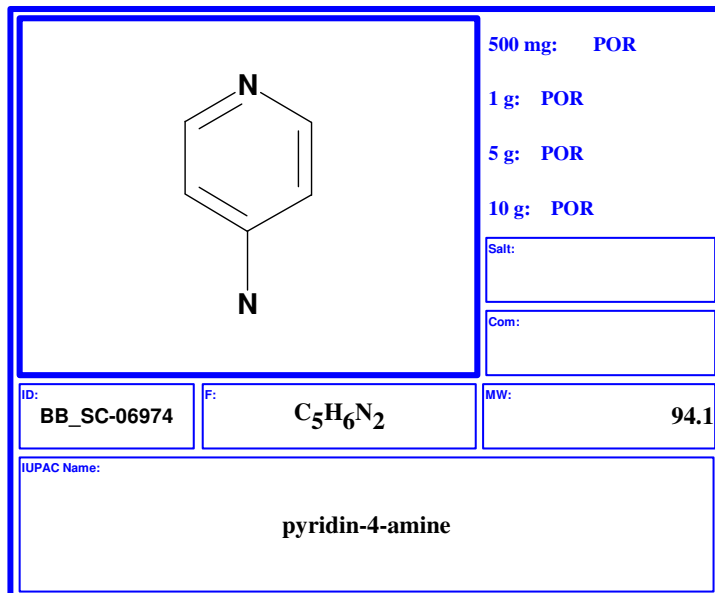 N
N
500 mg: POR
1 g: POR
5 g: POR
10 g: POR
Salt:
Com:
ID:
BB_SC-06974
F:
C5H6N2
MW:
94.1
IUPAC Name:
pyridin-4-amine